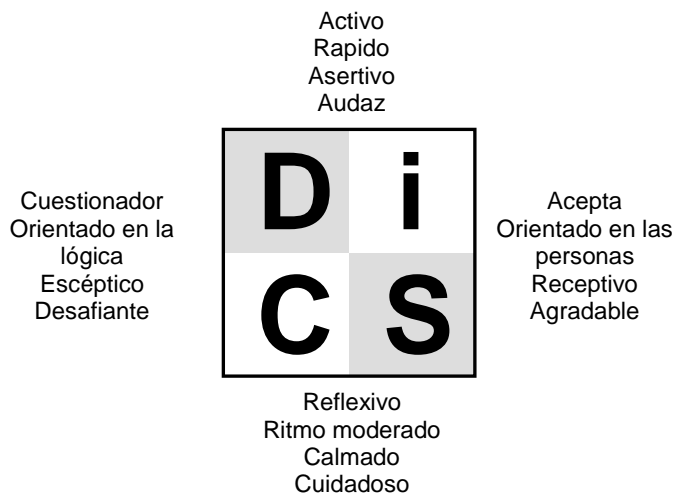 Activo
Rapido
Asertivo
Audaz
D i
Cuestionador
Orientado en la
lógica
Escéptico
Desafiante
Acepta
Orientado en las
personas
Receptivo
Agradable
C S
Reflexivo
Ritmo moderado
Calmado
Cuidadoso